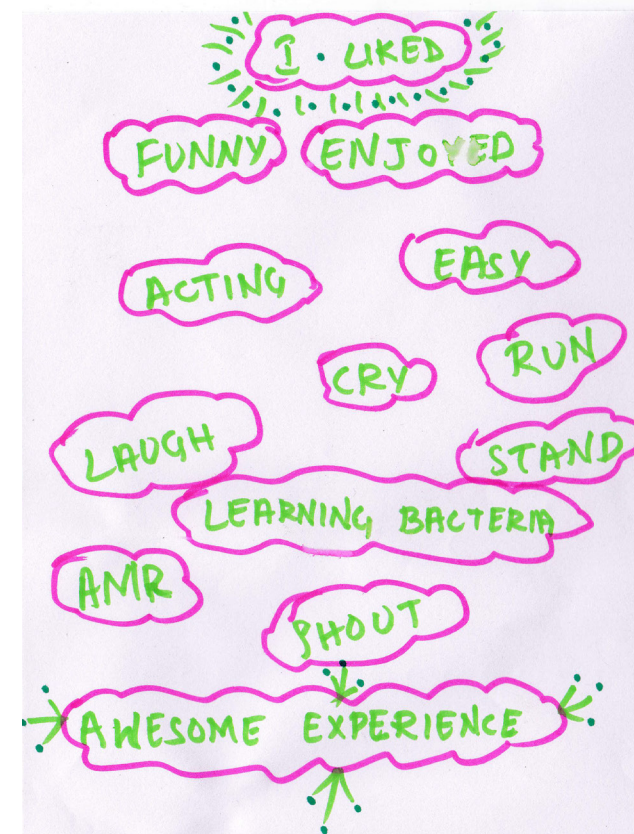 I. LIKED
FUNNY ENJOYED
EASY
ACTING
RUN
CRY
LAUGH
STAND
LEARNING BACTERIA
AMR
SHOUT
AWESOME EXPERIENCE